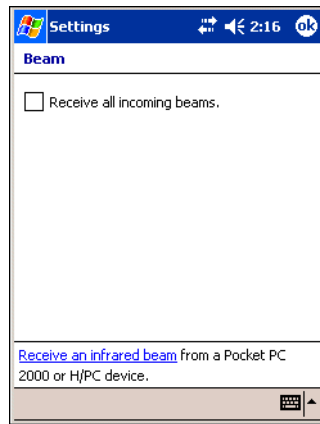 Settings 2:16 ok
Beam
Receive all incoming beams.
Receive an infrared beam from a Pocket PC
2000 or H/PC device.